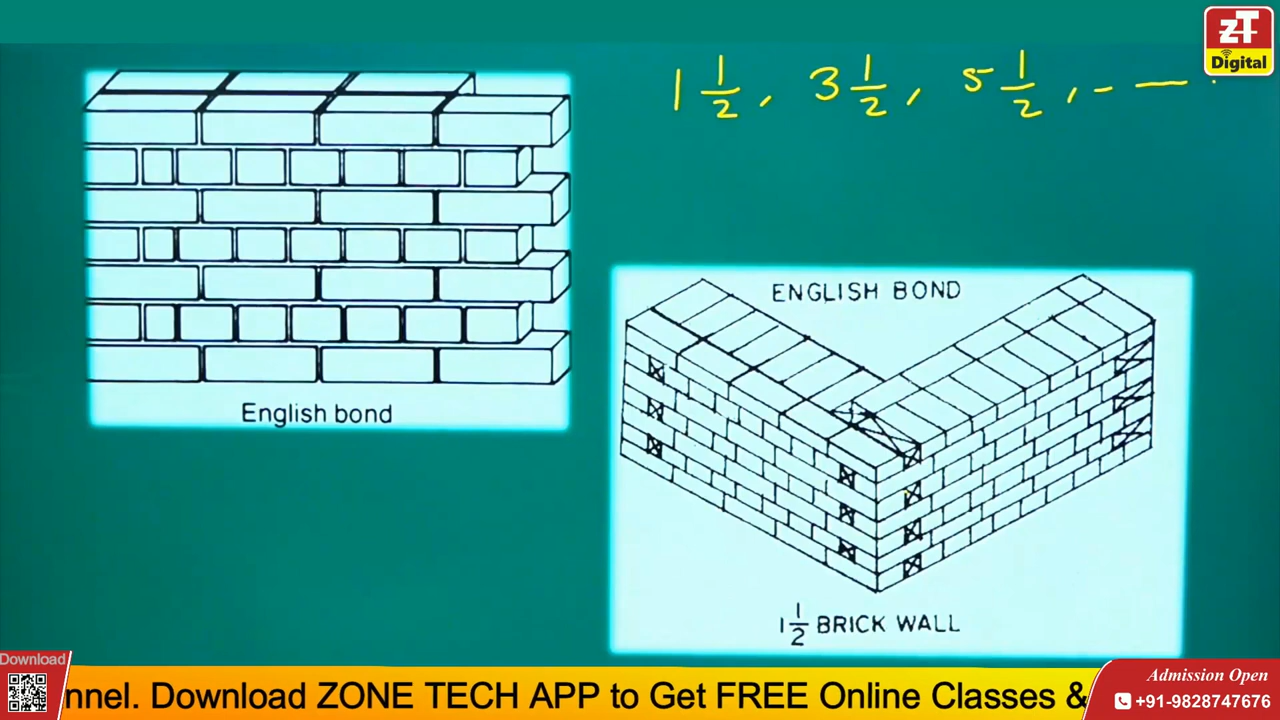 ZT
Digital
1 1/2, 3 1/2, 5 1/2, - —
English bond
ENGLISH BOND
1 1/2 BRICK WALL
Download
nnel. Download ZONE TECH APP to Get FREE Online Classes &
Admission Open
+91-9828747676